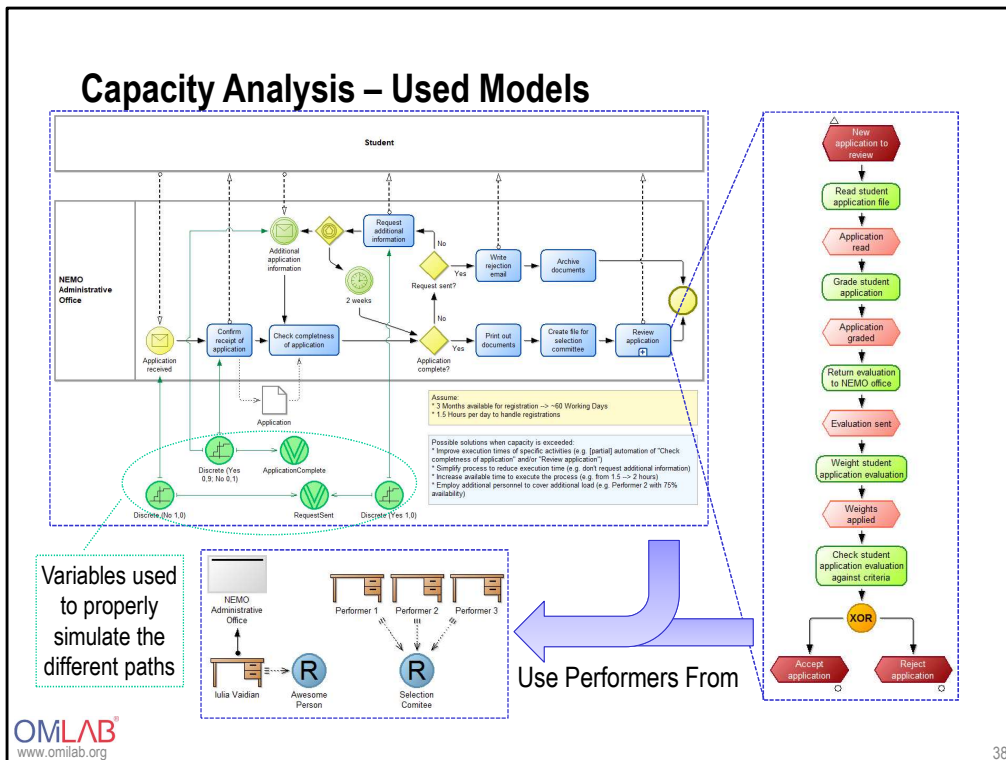 Capacity Analysis – Used Models
Student
NEMO
Administrative
Office
Additional
application
information
Request
additional
information
2 weeks
No
Request sent?
Yes
Write
rejection
email
Archive
documents
No
Application
received
Confirm
receipt of
application
Check completness
of application
Application
complete?
Yes
Print out
documents
Create file for
selection
committee
Review
application
Application
Assume:
* 3 Months available for registration --> ~60 Working Days
* 1.5 Hours per day to handle registrations
Possible solutions when capacity is exceeded:
* Improve execution times of specific activities (e.g. [partial] automation of "Check
completness of application" and/or "Review application")
* Simplify process to reduce execution time (e.g. don't request additional information)
* Increase available time to execute the process (e.g. from 1.5 --> 2 hours)
* Employ additional personnel to cover additional load (e.g. Performer 2 with 75%
availability)
Discrete (Yes
0,9; No 0,1)
ApplicationComplete
Discrete (No 1,0)
RequestSent
Discrete (Yes 1,0)
Variables used
to properly
simulate the
different paths
NEMO
Administrative
Office
Iulia Vaidian
R
Awesome
Person
Performer 1
Performer 2
Performer 3
R
Selection
Comitee
Use Performers From
New
application to
review
Read student
application file
Application
read
Grade student
application
Application
graded
Return evaluation
to NEMO office
Evaluation sent
Weight student
application evaluation
Weights
applied
Check student
application evaluation
against criteria
XOR
Accept
application
Reject
application
OMiLAB®
www.omilab.org
38